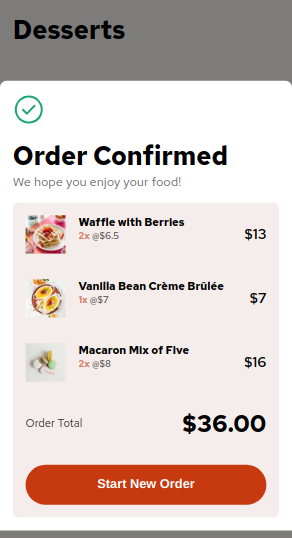 Desserts
Order Confirmed
We hope you enjoy your food!
Waffle with Berries
2x @$6.5
$13
Vanilla Bean Crème Brûlée
1x @$7
$7
Macaron Mix of Five
2x @$8
$16
Order Total
$36.00
Start New Order